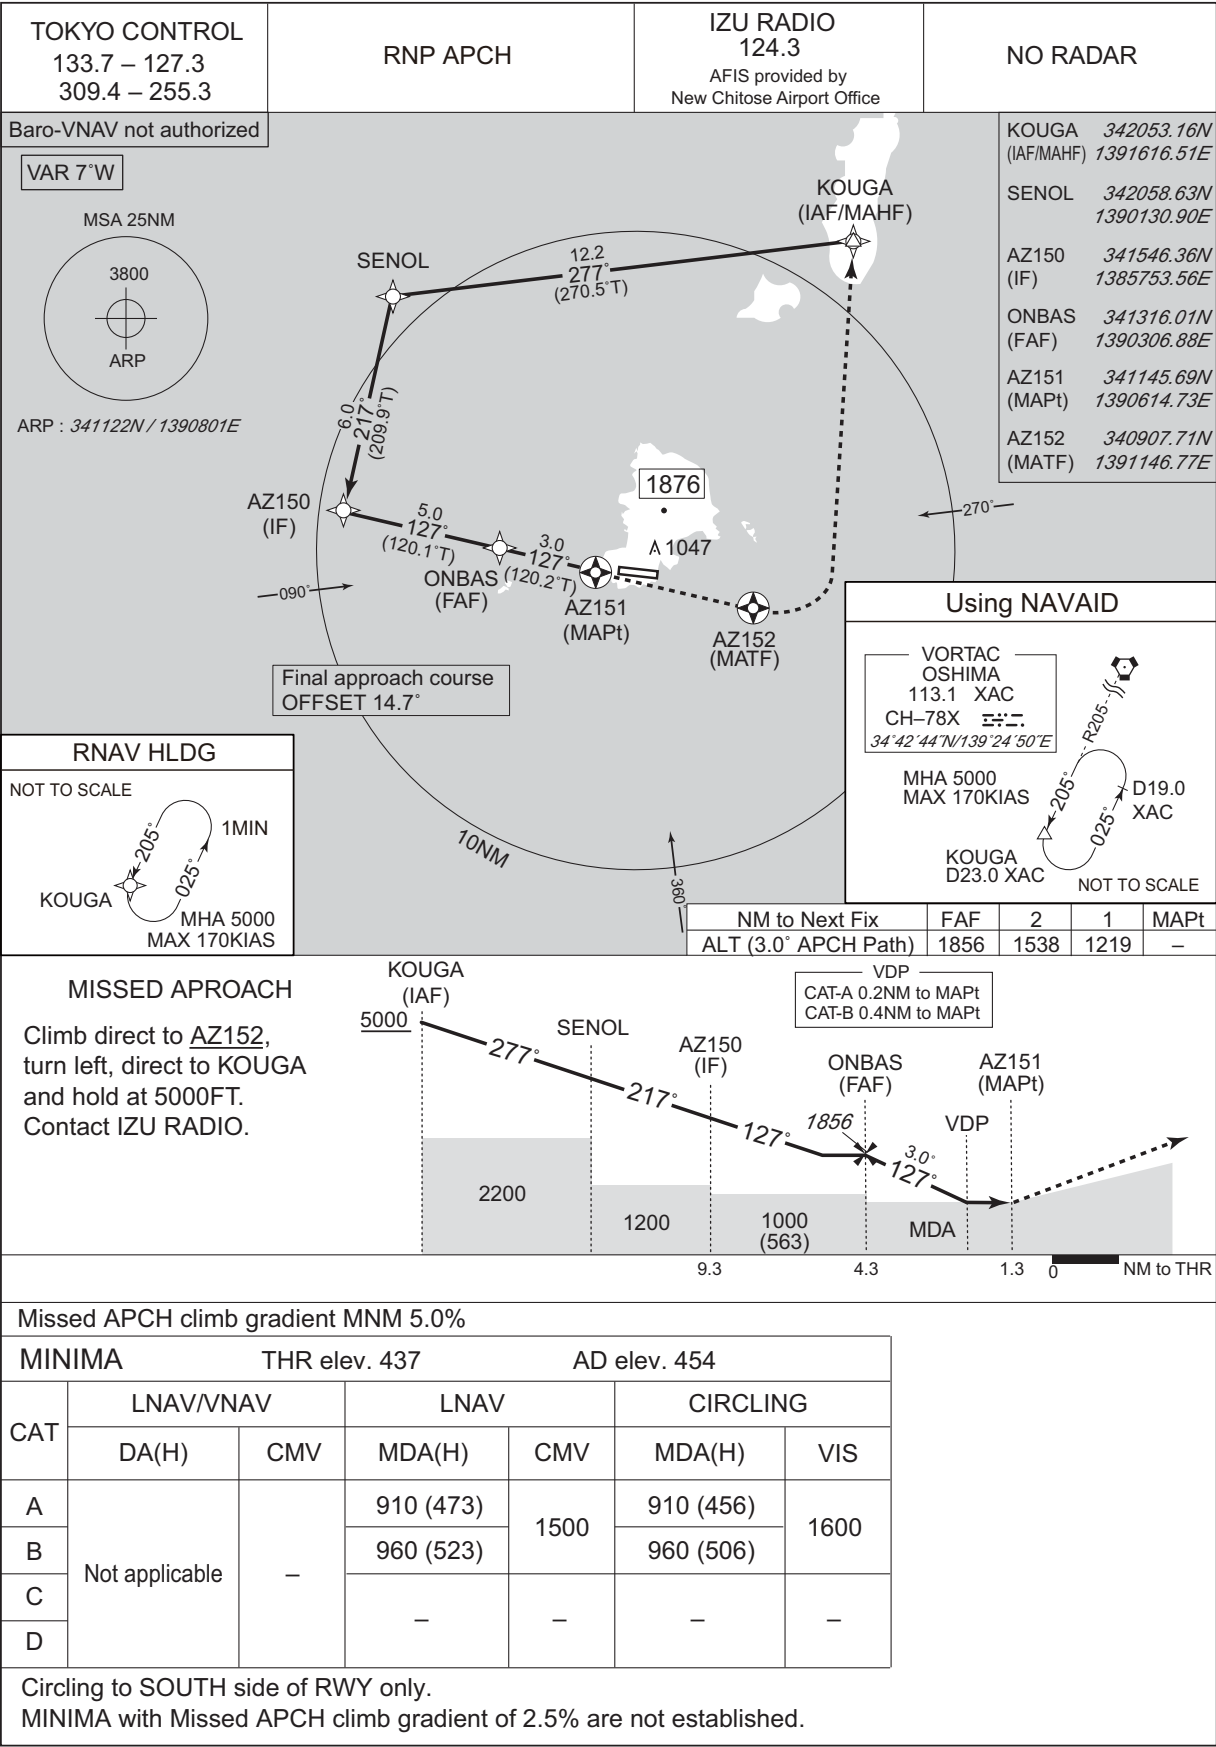 TOKYO CONTROL
133.7 – 127.3
309.4 – 255.3
RNP APCH
IZU RADIO
124.3
AFIS provided by
New Chitose Airport Office
NO RADAR
Baro-VNAV not authorized
VAR 7°W
MSA 25NM
3800
ARP
ARP : 341122N / 1390801E
KOUGA 342053.16N
(IAF/MAHF) 1391616.51E
SENOL 342058.63N
1390130.90E
AZ150 341546.36N
(IF) 1385753.56E
ONBAS 341316.01N
(FAF) 1390306.88E
AZ151 341145.69N
(MAPt) 1390614.73E
AZ152 340907.71N
(MATF) 1391146.77E
KOUGA
(IAF/MAHF)
SENOL
12.2
277°
(270.5°T)
6.0
217°
(209.9°T)
AZ150
(IF)
5.0
127°
(120.1°T)
ONBAS
(FAF)
3.0
127°
(120.2°T)
AZ151
(MAPt)
AZ152
(MATF)
1876
1047
270°
090°
360°
10NM
Final approach course
OFFSET 14.7°
RNAV HLDG
NOT TO SCALE
205°
025°
1MIN
KOUGA
MHA 5000
MAX 170KIAS
Using NAVAID
VORTAC
OSHIMA
113.1 XAC
CH–78X
34°42´44˝N/139°24´50˝E
R205
MHA 5000
MAX 170KIAS
205°
025°
D19.0
XAC
KOUGA
D23.0 XAC
NOT TO SCALE
NM to Next Fix FAF 2 1 MAPt
ALT (3.0° APCH Path) 1856 1538 1219 –
MISSED APROACH
Climb direct to AZ152,
turn left, direct to KOUGA
and hold at 5000FT.
Contact IZU RADIO.
KOUGA
(IAF)
5000
277°
SENOL
217°
AZ150
(IF)
127°
1856
ONBAS
(FAF)
3.0°
127°
VDP
AZ151
(MAPt)
VDP
CAT-A 0.2NM to MAPt
CAT-B 0.4NM to MAPt
2200
1200
1000
(563)
MDA
9.3 4.3 1.3 0 NM to THR
Missed APCH climb gradient MNM 5.0%
MINIMA THR elev. 437 AD elev. 454
CAT LNAV/VNAV LNAV CIRCLING
DA(H) CMV MDA(H) CMV MDA(H) VIS
A Not applicable – 910 (473) 1500 910 (456) 1600
B 960 (523) 960 (506)
C – – – –
D
Circling to SOUTH side of RWY only.
MINIMA with Missed APCH climb gradient of 2.5% are not established.